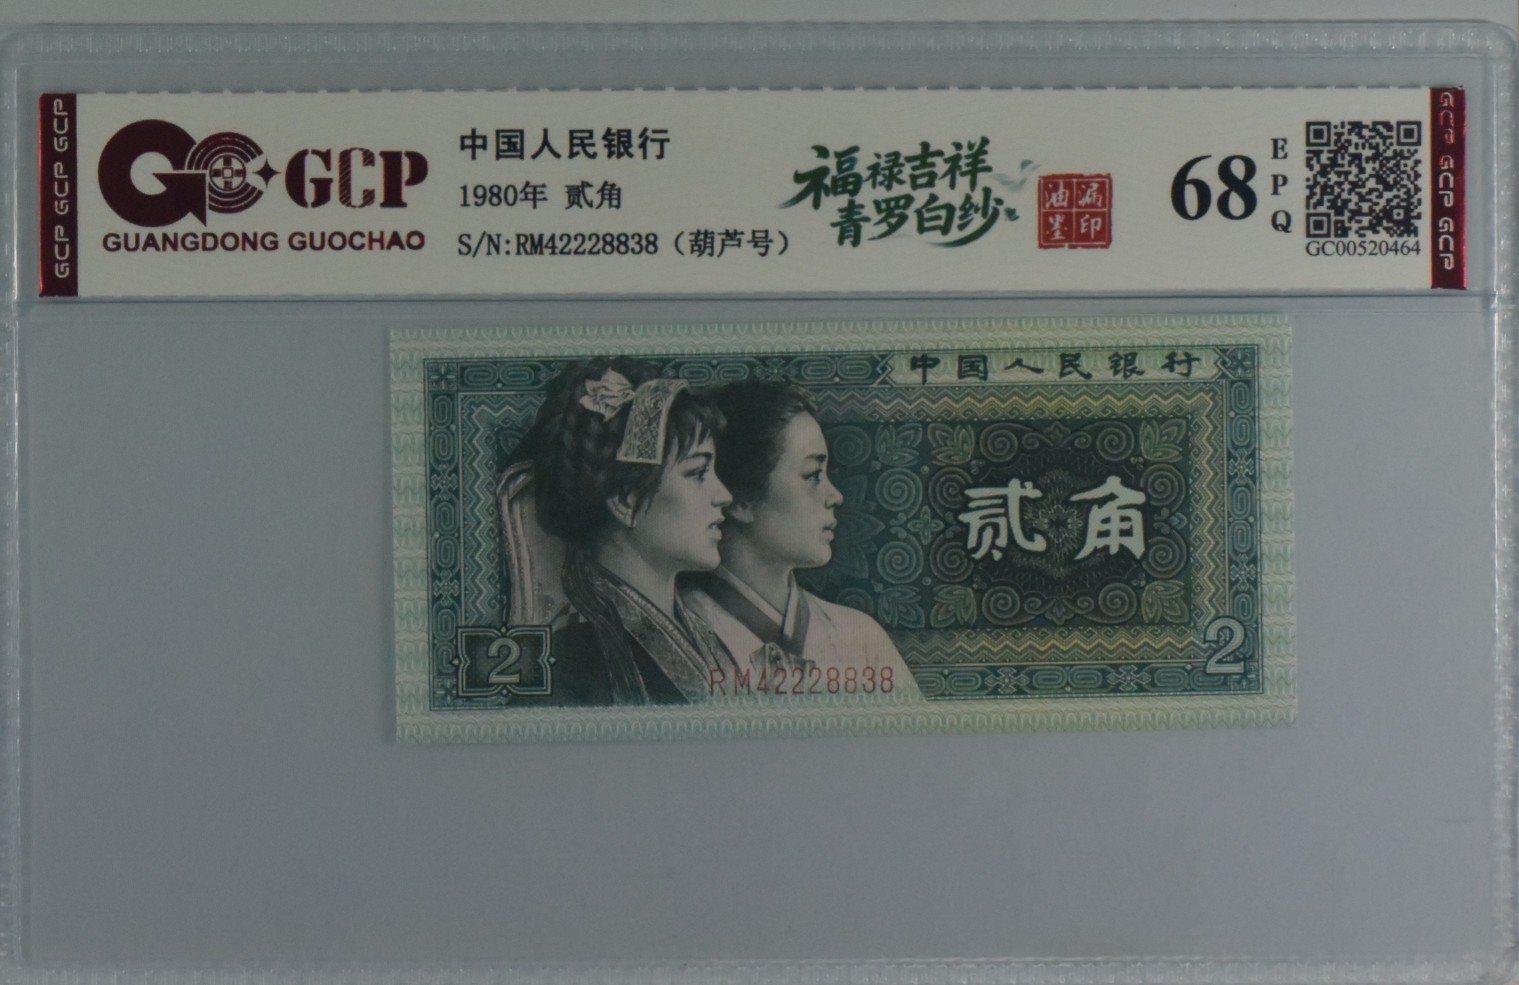 GCP GCP GCP
GCP
GUANGDONG GUOCHAO
中国人民银行
1980年 贰角
S/N:RM42228838（葫芦号）
福禄吉祥
青罗白纱
油漏
墨印
68
EPQ
GC00520464
GCP GCP GCP
中国人民银行
贰角
2
2
RM42228838